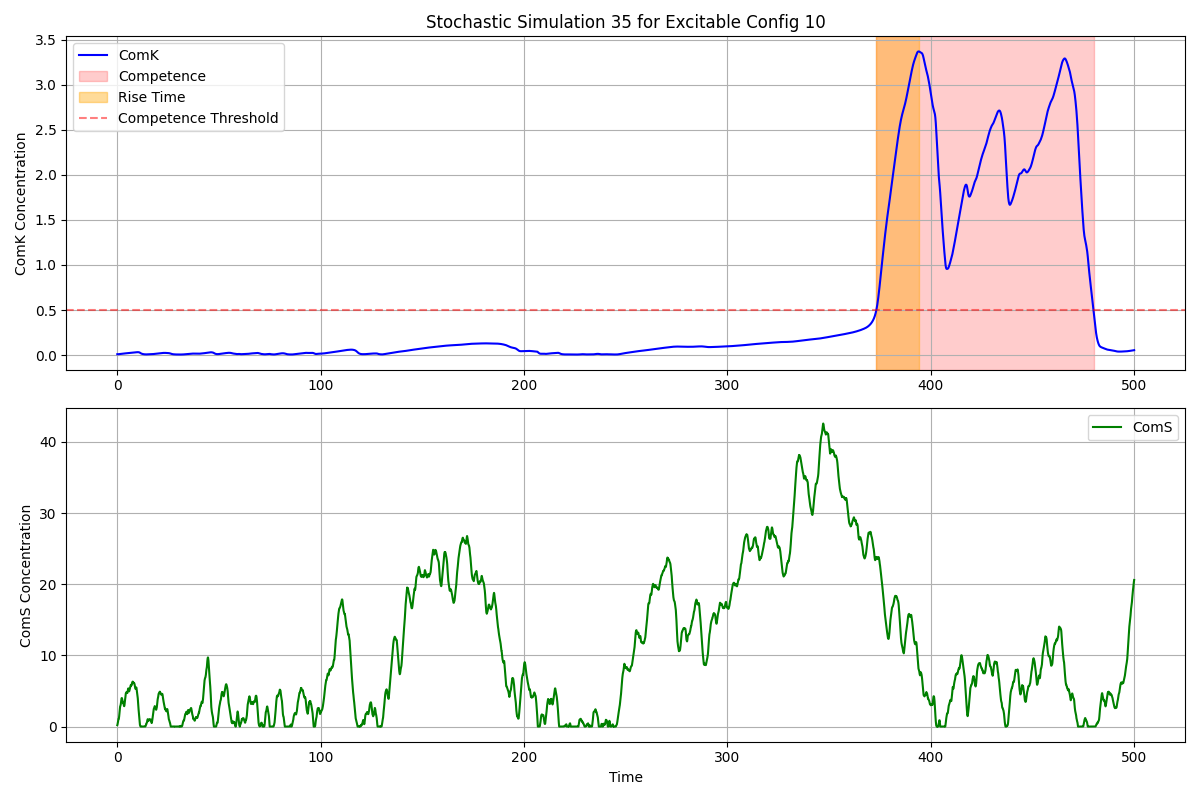 Stochastic Simulation 35 for Excitable Config 10
ComK Concentration
3.5
3.0
2.5
2.0
1.5
1.0
0.5
0.0
ComK
Competence
Rise Time
Competence Threshold
0 100 200 300 400 500
ComS Concentration
40
30
20
10
0
ComS
0 100 200 300 400 500
Time